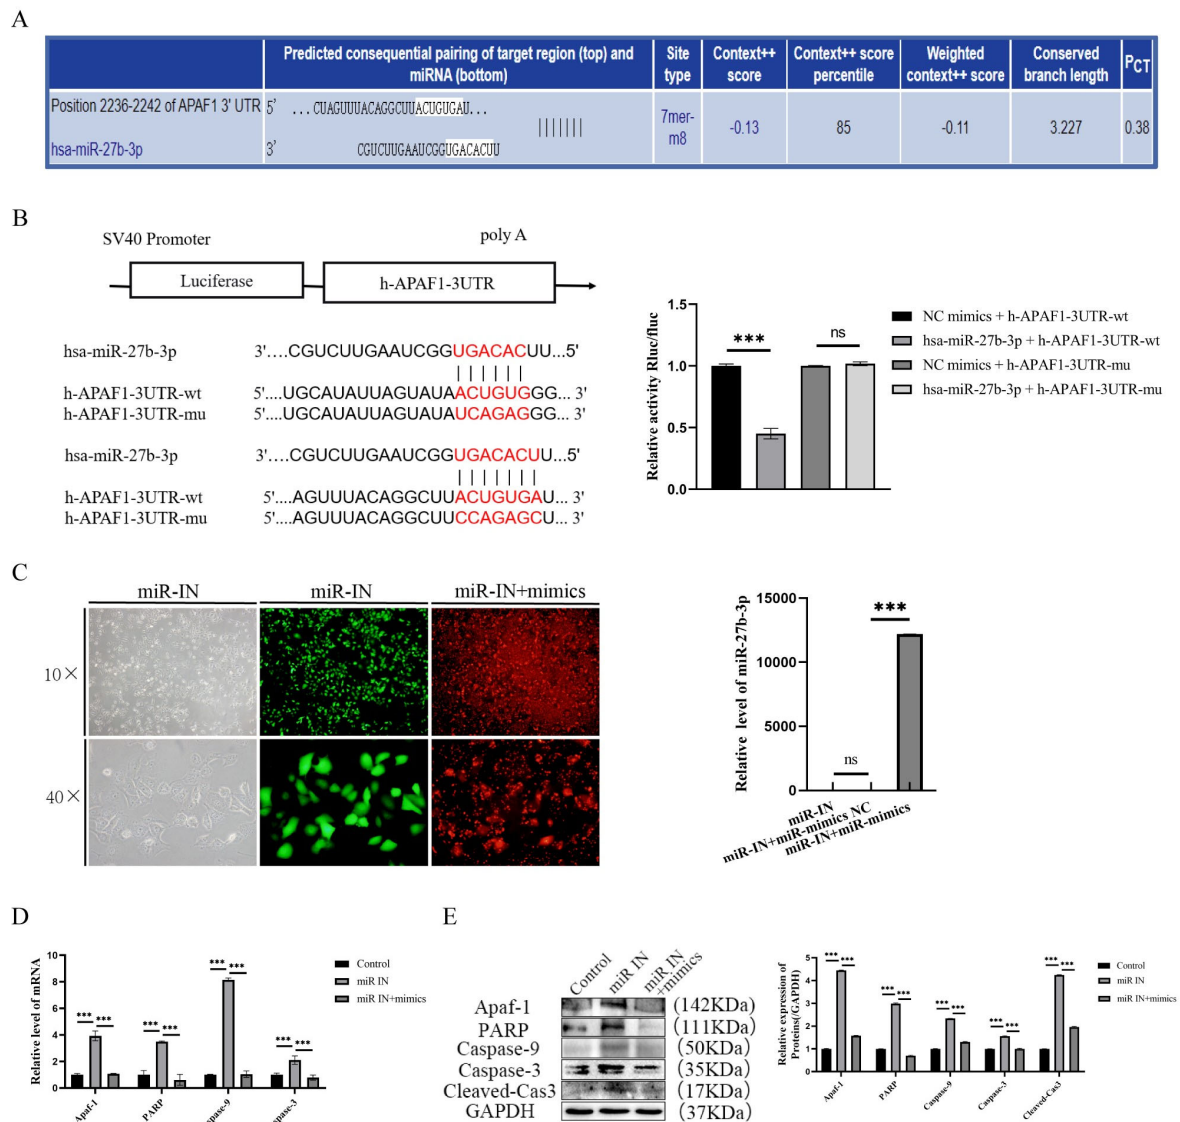 A
Predicted consequential pairing of target region (top) and miRNA (bottom)
Site type
Context++ score
Context++ score percentile
Weighted context++ score
Conserved branch length
PCT
Position 2236-2242 of APAF1 3' UTR 5' ...CUAGUUUACAGGCUUACUGUGAU...
|||||||
hsa-miR-27b-3p 3' CGUCUUGAAUCGGUGACACUU
7mer-m8
-0.13
85
-0.11
3.227
0.38
B
SV40 Promoter
poly A
Luciferase
h-APAF1-3UTR
hsa-miR-27b-3p 3'....CGUCUUGAAUCGGUGACACUU...5'
h-APAF1-3UTR-wt 5'....UGCAUAUUAGUAUAACUGUGGG... 3'
h-APAF1-3UTR-mu 5'....UGCAUAUUAGUAUAUCAGAGGG... 3'
hsa-miR-27b-3p 3'....CGUCUUGAAUCGGUGACACUU...5'
h-APAF1-3UTR-wt 5'....AGUUUACAGGCUUACUGUGAU... 3'
h-APAF1-3UTR-mu 5'....AGUUUACAGGCUUCCAGAGCU... 3'
Relative activity Rluc/fluc
1.5
1.0
0.5
0.0
***
ns
NC mimics + h-APAF1-3UTR-wt
hsa-miR-27b-3p + h-APAF1-3UTR-wt
NC mimics + h-APAF1-3UTR-mu
hsa-miR-27b-3p + h-APAF1-3UTR-mu
C
miR-IN
miR-IN
miR-IN+mimics
10×
40×
Relative level of miR-27b-3p
15000
10000
5000
0
ns
***
miR-IN
miR-IN+miR-mimics NC
miR-IN+miR-mimics
D
Relative level of mRNA
10
8
6
4
2
0
*** ***
*** ***
*** ***
*** ***
Apaf-1
PARP
aspase-9
aspase-3
Control
miR IN
miR IN+mimics
E
Control
miR IN
miR IN +mimics
Apaf-1 (142KDa)
PARP (111KDa)
Caspase-9 (50KDa)
Caspase-3 (35KDa)
Cleaved-Cas3 (17KDa)
GAPDH (37KDa)
Relative expression of Proteins(/GAPDH)
5
4
3
2
1
0
*** ***
*** ***
*** ***
*** ***
*** ***
Apaf-1
PARP
Caspase-9
Caspase-3
Cleaved-Cas3
Control
miR IN
miR IN+mimics